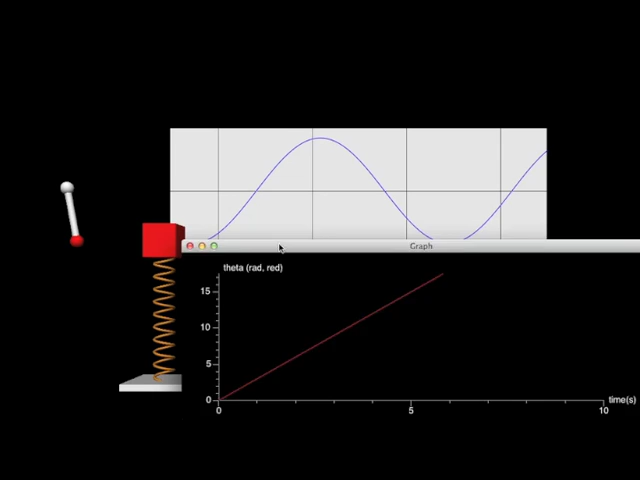 Graph
theta (rad, red)
15
10
5
0
0 5 10 time(s)